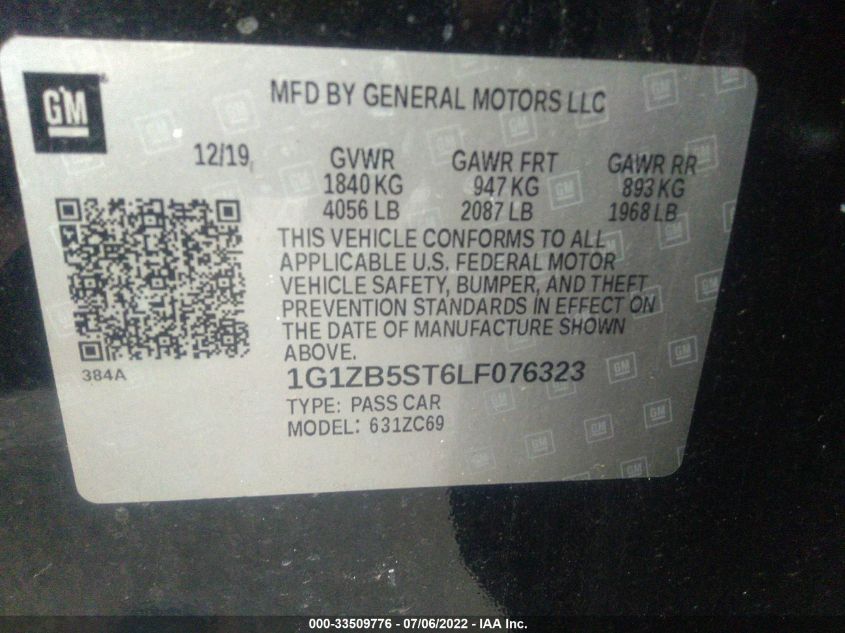 GM
MFD BY GENERAL MOTORS LLC
12/19
GVWR GAWR FRT GAWR RR
1840 KG 947 KG 893 KG
4056 LB 2087 LB 1968 LB
THIS VEHICLE CONFORMS TO ALL
APPLICABLE U.S. FEDERAL MOTOR
VEHICLE SAFETY, BUMPER, AND THEFT
PREVENTION STANDARDS IN EFFECT ON
THE DATE OF MANUFACTURE SHOWN
ABOVE.
384A
1G1ZB5ST6LF076323
TYPE: PASS CAR
MODEL: 631ZC69
000-33509776 - 07/06/2022 - IAA Inc.